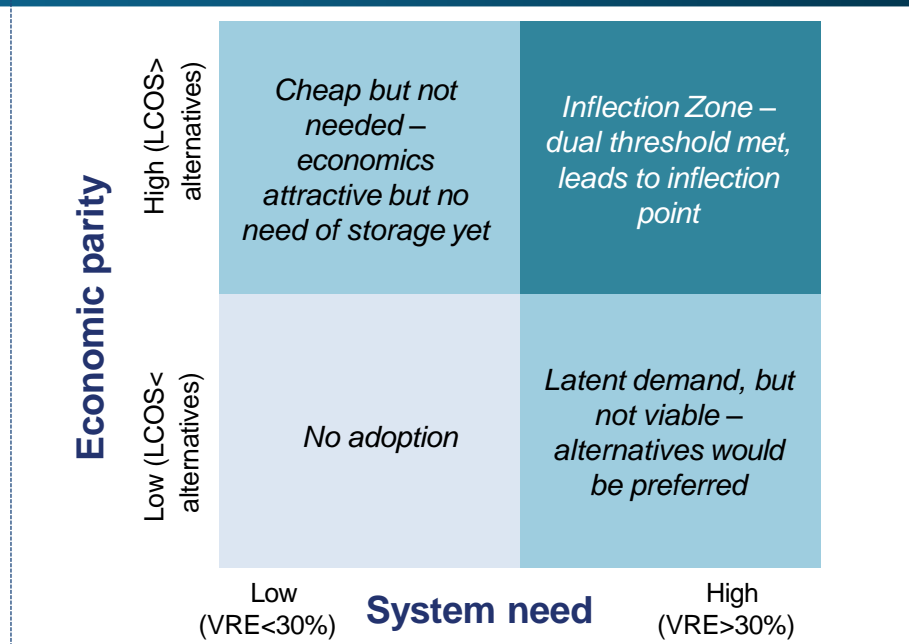 Economic parity
High (LCOS>
alternatives)
Cheap but not
needed –
economics
attractive but no
need of storage yet
Inflection Zone –
dual threshold met,
leads to inflection
point
Low (LCOS<
alternatives)
No adoption
Latent demand, but
not viable –
alternatives would
be preferred
Low
(VRE<30%)
System need
High
(VRE>30%)